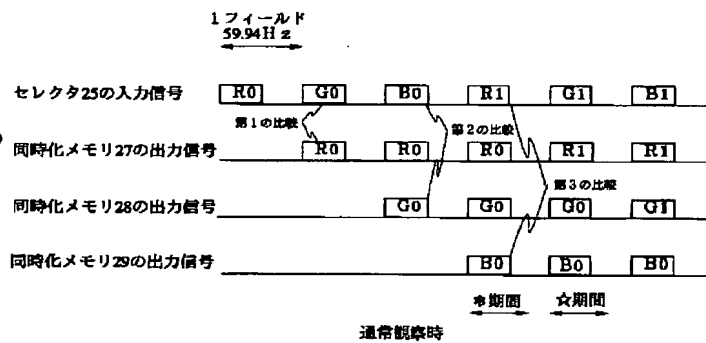 1フィールド
59.94Hz
セレクタ25の入力信号 R0 G0 B0 R1 G1 B1
第1の比較 第2の比較
同時化メモリ27の出力信号 R0 R0 R0 R1 R1
第3の比較
同時化メモリ28の出力信号 G0 G0 G0 G1
同時化メモリ29の出力信号 B0 B0 B0
*期間 ☆期間
通常観察時